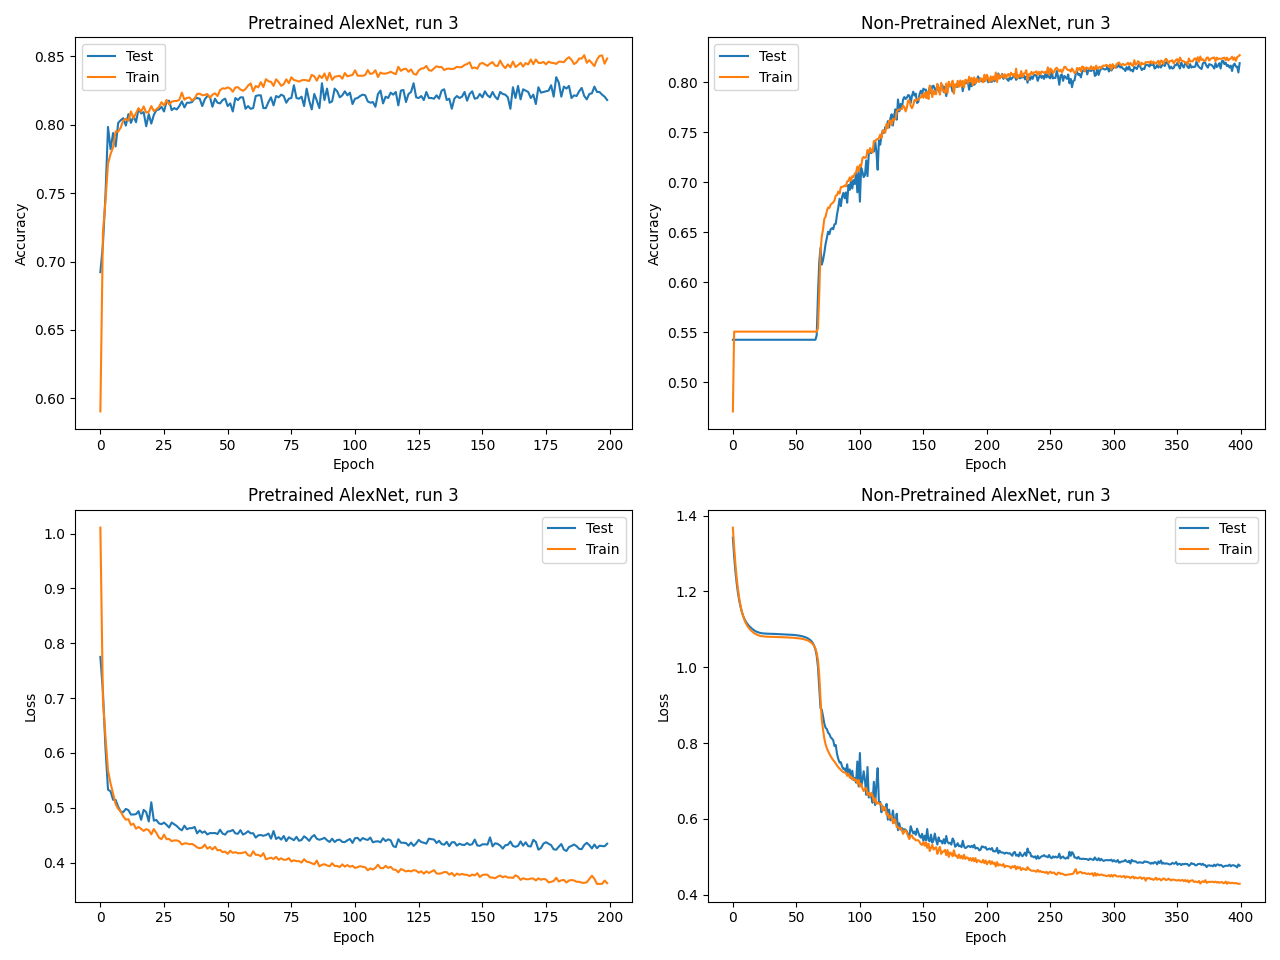 Pretrained AlexNet, run 3
0.85
0.80
0.75
0.70
0.65
0.60
Accuracy
Test
Train
0 25 50 75 100 125 150 175 200
Epoch
Non-Pretrained AlexNet, run 3
0.80
0.75
0.70
0.65
0.60
0.55
0.50
Accuracy
Test
Train
0 50 100 150 200 250 300 350 400
Epoch
Pretrained AlexNet, run 3
1.0
0.9
0.8
0.7
0.6
0.5
0.4
Loss
Test
Train
0 25 50 75 100 125 150 175 200
Epoch
Non-Pretrained AlexNet, run 3
1.4
1.2
1.0
0.8
0.6
0.4
Loss
Test
Train
0 50 100 150 200 250 300 350 400
Epoch